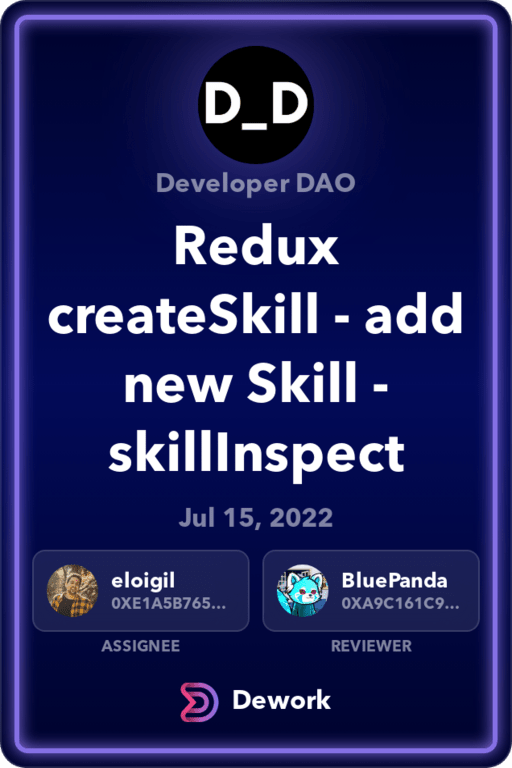 D_D
Developer DAO
Redux
createSkill - add
new Skill -
skillInspect
Jul 15, 2022
eloigil
0XE1A5B765...
BluePanda
0XA9C161C9...
ASSIGNEE
REVIEWER
Dework